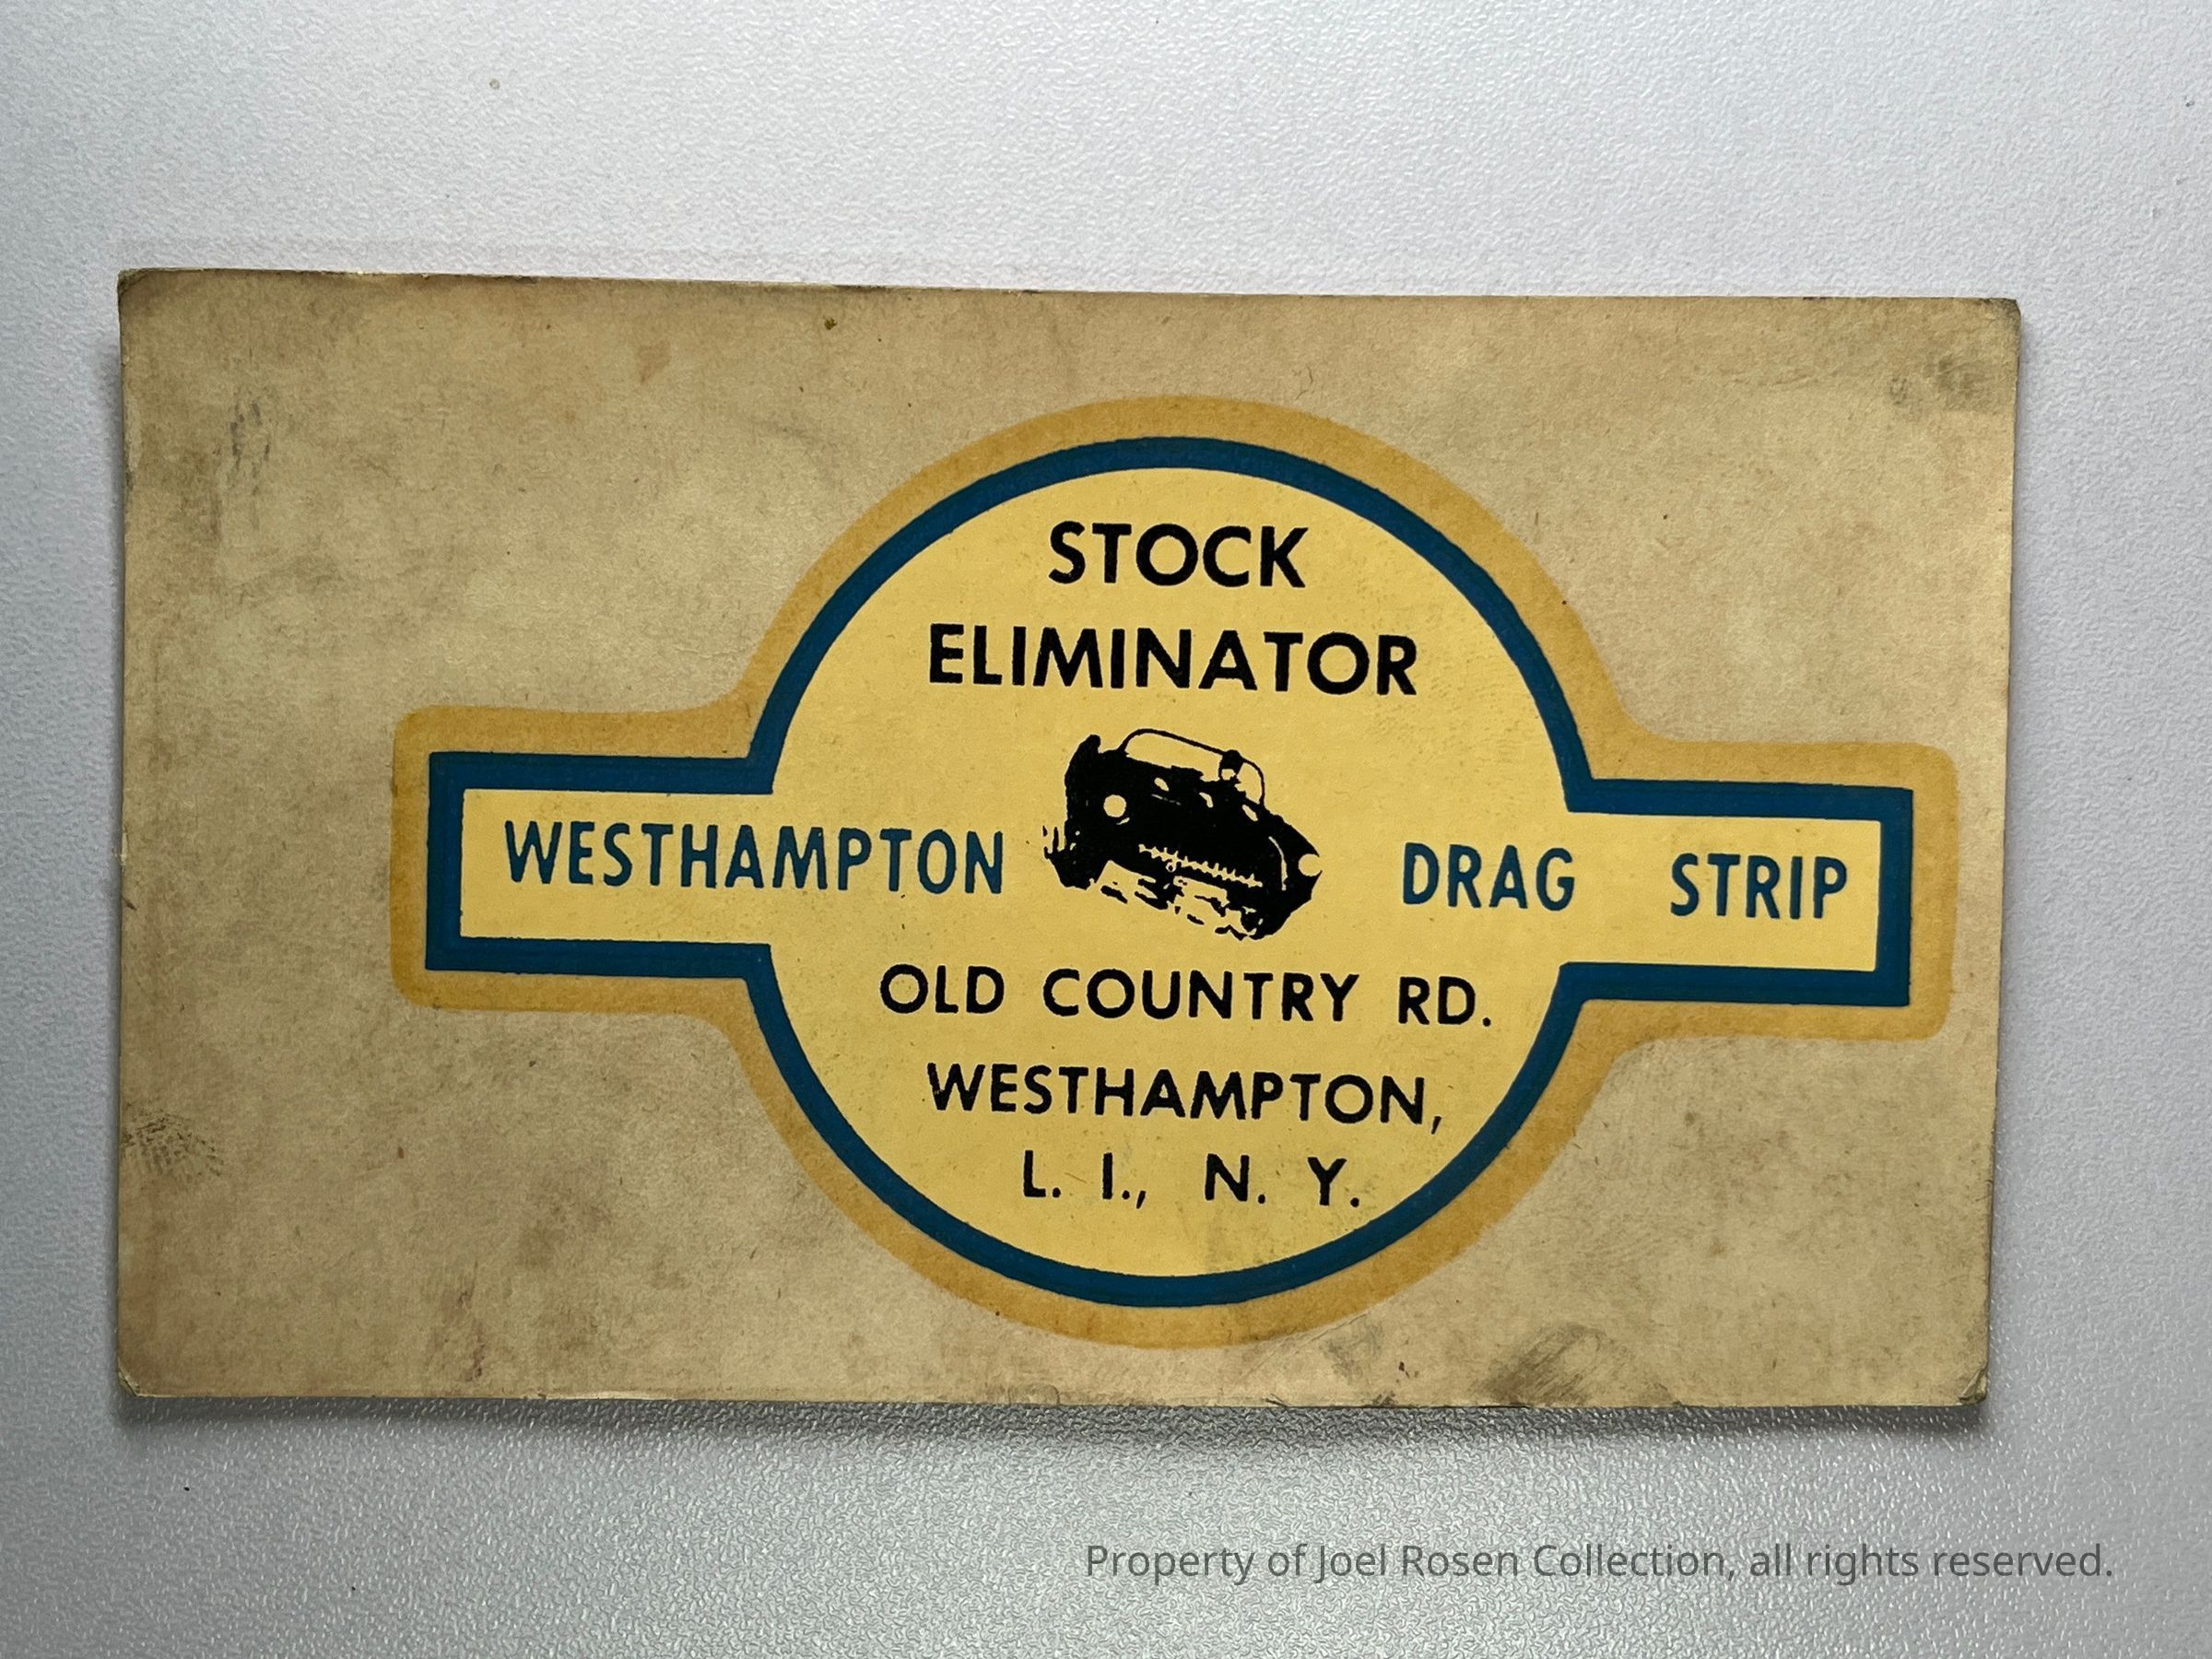 STOCK
ELIMINATOR
WESTHAMPTON DRAG STRIP
OLD COUNTRY RD.
WESTHAMPTON,
L. I., N. Y.
Property of Joel Rosen Collection, all rights reserved.